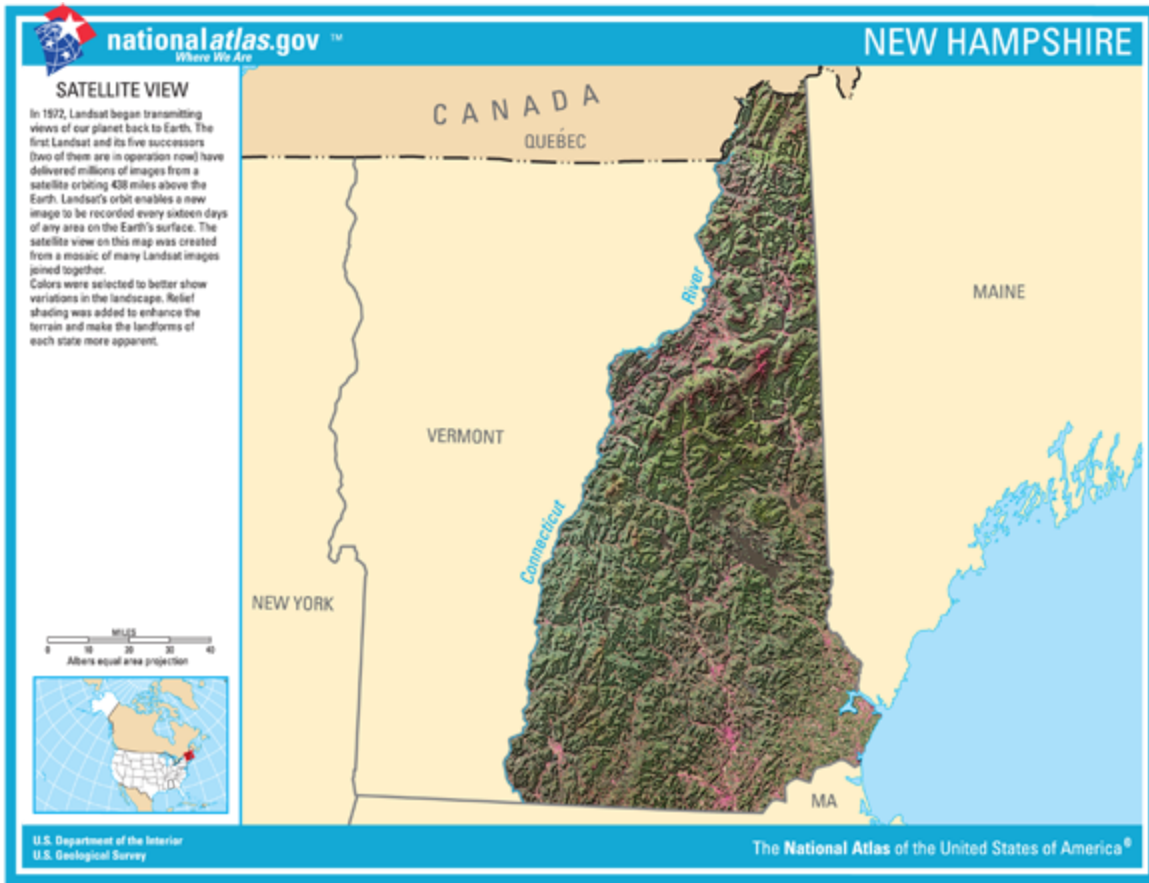 nationalatlas.gov ™
Where We Are
NEW HAMPSHIRE
SATELLITE VIEW
In 1972, Landsat began transmitting
views of our planet back to Earth. The
first Landsat and its five successors
(two of them are in operation now) have
delivered millions of images from a
satellite orbiting 438 miles above the
Earth. Landsat's orbit enables a new
image to be recorded every sixteen days
of any area on the Earth's surface. The
satellite view on this map was created
from a mosaic of many Landsat images
joined together.
Colors were selected to better show
variations in the landscape. Relief
shading was added to enhance the
terrain and make the landforms of
each state more apparent.
CANADA
QUEBÉC
River
MAINE
VERMONT
Connecticut
NEW YORK
MILES
0 10 20 30 40
Albers equal area projection
MA
U.S. Department of the Interior
U.S. Geological Survey
The National Atlas of the United States of America®